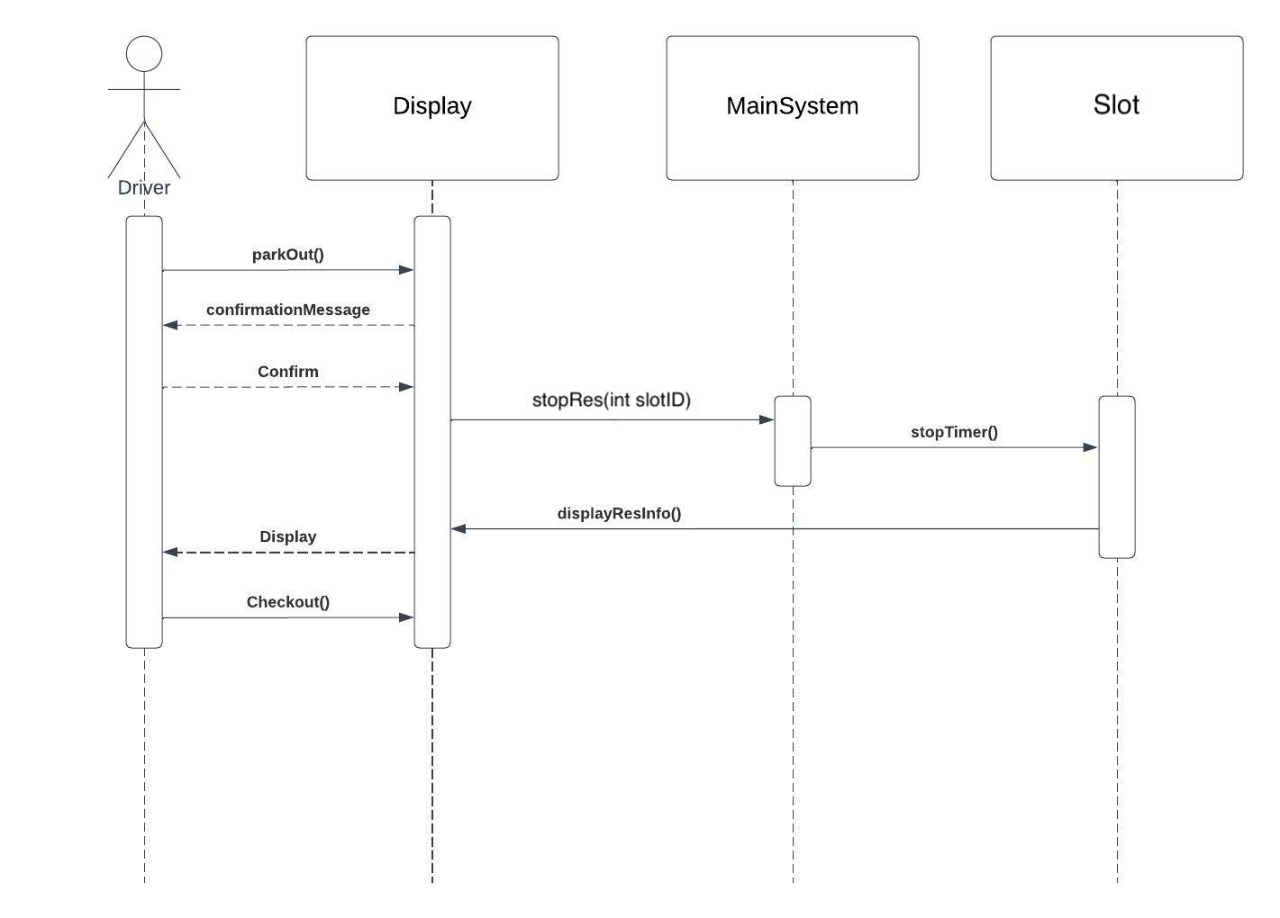 Driver
Display
MainSystem
Slot
parkOut()
confirmationMessage
Confirm
stopRes(int slotID)
stopTimer()
displayResInfo()
Display
Checkout()